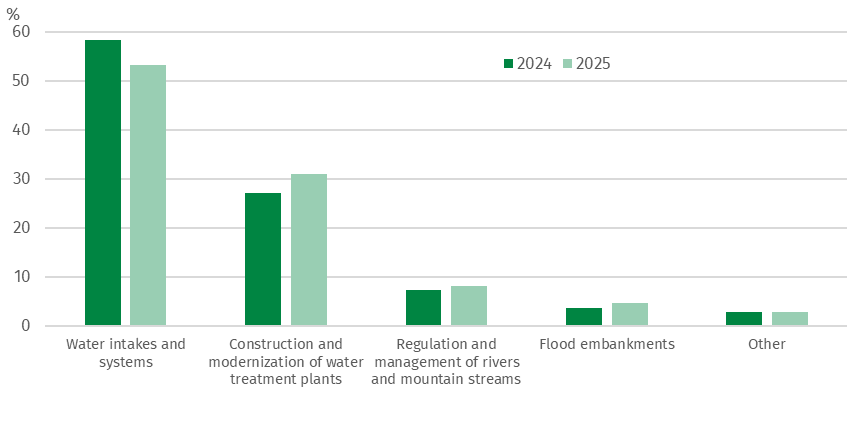 %
60
2024 2025
50
40
30
20
10
0
Water intakes and
systems
Construction and
modernization of water
treatment plants
Regulation and
management of rivers
and mountain streams
Flood embankments
Other